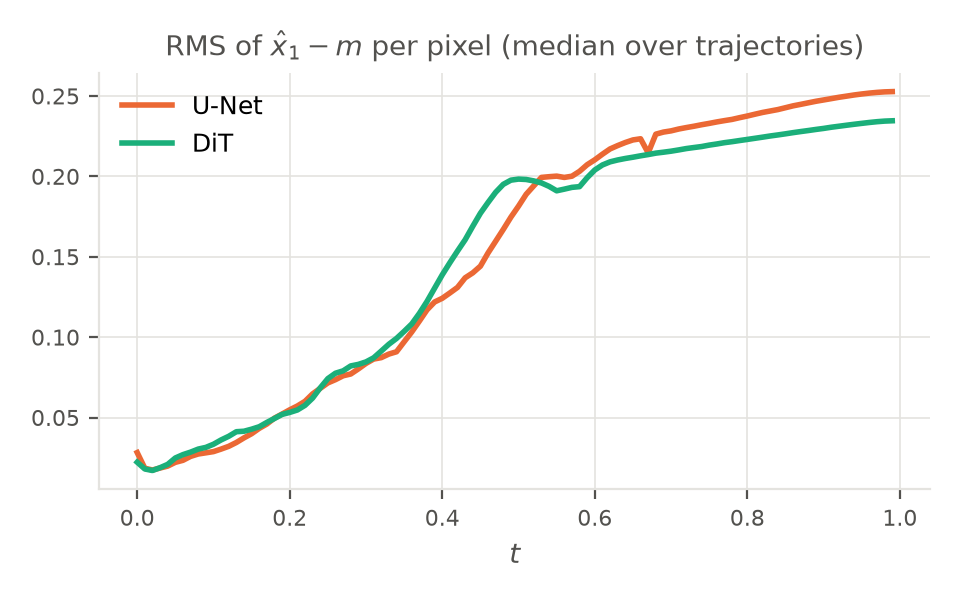 RMS of x̂₁ − m per pixel (median over trajectories)
U-Net
DiT
0.25
0.20
0.15
0.10
0.05
0.0 0.2 0.4 0.6 0.8 1.0
t